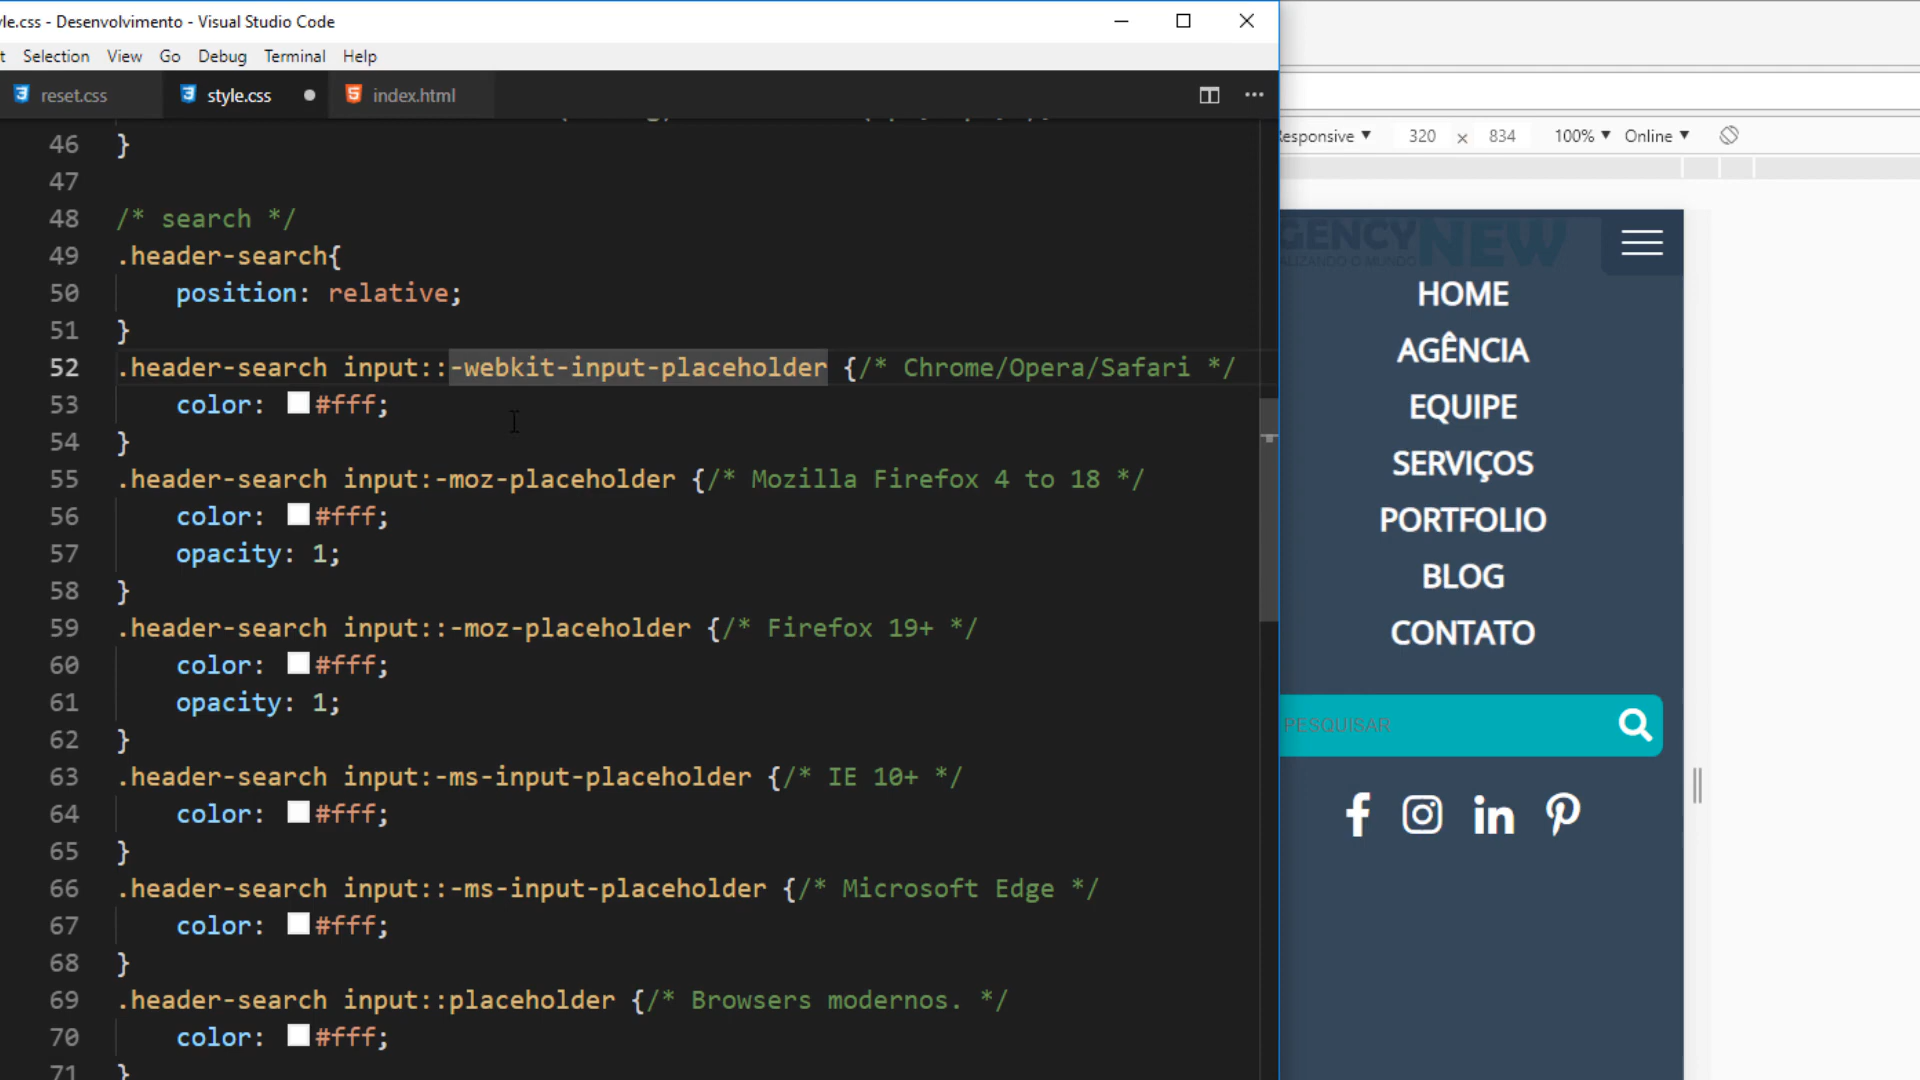 le.css - Desenvolvimento - Visual Studio Code
t Selection View Go Debug Terminal Help
reset.css style.css index.html
46 }
47
48 /* search */
49 .header-search{
50 position: relative;
51 }
52 .header-search input::-webkit-input-placeholder {/* Chrome/Opera/Safari */
53 color: #fff;
54 }
55 .header-search input:-moz-placeholder {/* Mozilla Firefox 4 to 18 */
56 color: #fff;
57 opacity: 1;
58 }
59 .header-search input::-moz-placeholder {/* Firefox 19+ */
60 color: #fff;
61 opacity: 1;
62 }
63 .header-search input:-ms-input-placeholder {/* IE 10+ */
64 color: #fff;
65 }
66 .header-search input::-ms-input-placeholder {/* Microsoft Edge */
67 color: #fff;
68 }
69 .header-search input::placeholder {/* Browsers modernos. */
70 color: #fff;
71 }
esponsive ▼ 320 x 834 100% ▼ Online ▼
GENCYNEW
ALIZANDO O MUNDO
HOME
AGÊNCIA
EQUIPE
SERVIÇOS
PORTFOLIO
BLOG
CONTATO
PESQUISAR